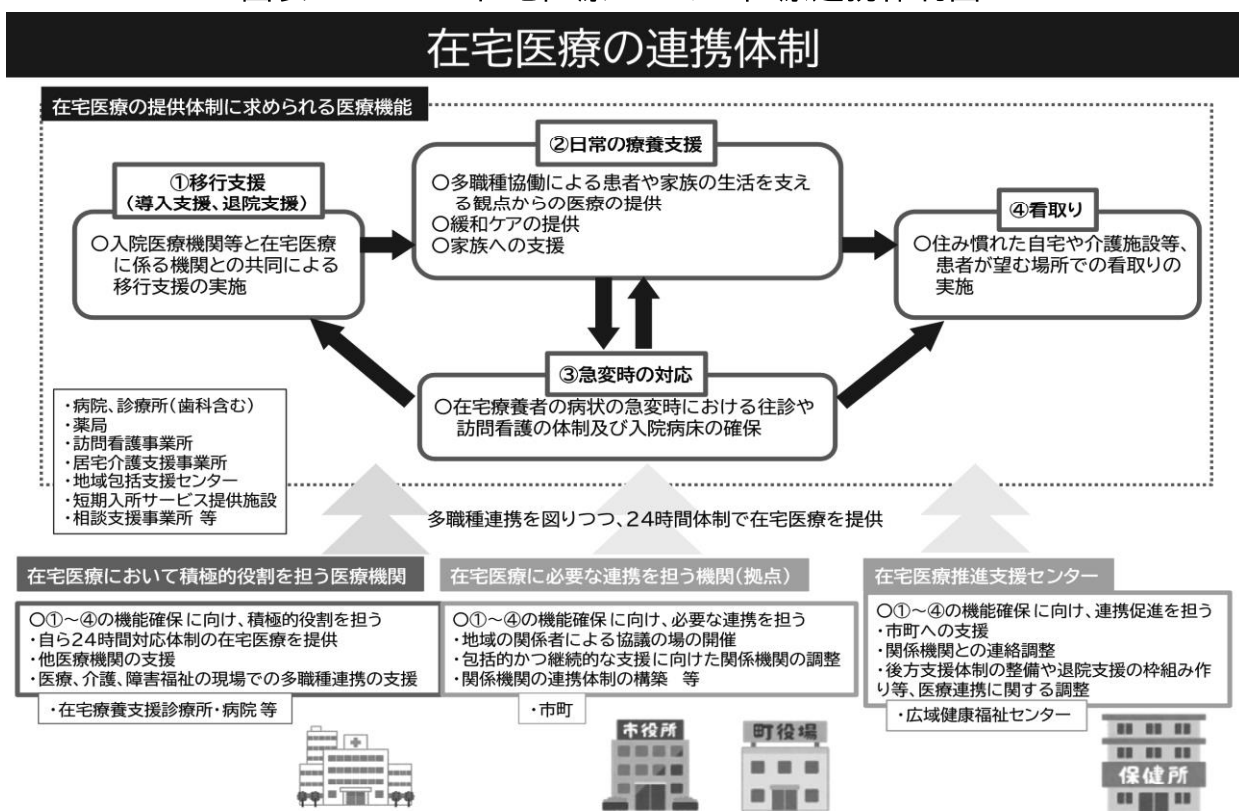 在宅医療の連携体制
在宅医療の提供体制に求められる医療機能
①移行支援
(導入支援、退院支援)
〇入院医療機関等と在宅医療
に係る機関との共同による
移行支援の実施
②日常の療養支援
〇多職種協働による患者や家族の生活を支え
る観点からの医療の提供
〇緩和ケアの提供
〇家族への支援
④看取り
〇住み慣れた自宅や介護施設等、
患者が望む場所での看取りの
実施
③急変時の対応
〇在宅療養者の病状の急変時における往診や
訪問看護の体制及び入院病床の確保
・病院、診療所(歯科含む)
・薬局
・訪問看護事業所
・居宅介護支援事業所
・地域包括支援センター
・短期入所サービス提供施設
・相談支援事業所 等
多職種連携を図りつつ、24時間体制で在宅医療を提供
在宅医療において積極的役割を担う医療機関
〇①~④の機能確保に向け、積極的役割を担う
・自ら24時間対応体制の在宅医療を提供
・他医療機関の支援
・医療、介護、障害福祉の現場での多職種連携の支援
・在宅療養支援診療所・病院 等
在宅医療に必要な連携を担う機関(拠点)
〇①~④の機能確保に向け、必要な連携を担う
・地域の関係者による協議の場の開催
・包括的かつ継続的な支援に向けた関係機関の調整
・関係機関の連携体制の構築 等
・市町
市役所
町役場
在宅医療推進支援センター
〇①~④の機能確保に向け、連携促進を担う
・市町への支援
・関係機関との連絡調整
・後方支援体制の整備や退院支援の枠組み作
り等、医療連携に関する調整
・広域健康福祉センター
保健所